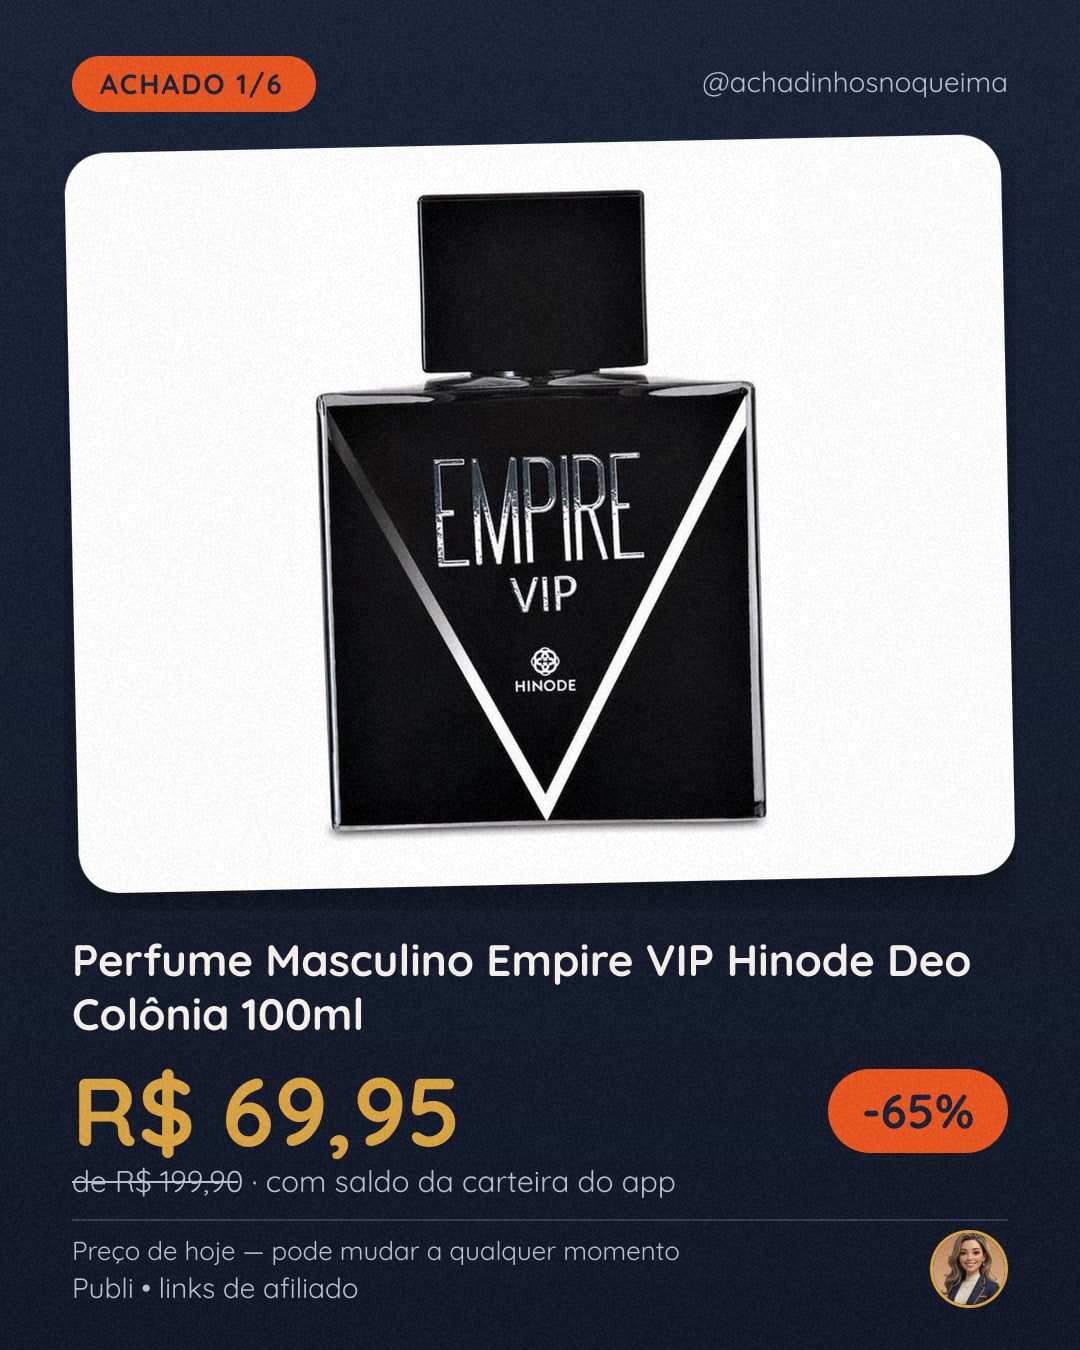 ACHADO 1/6
@achadinhosnoqueima
EMPIRE
VIP
HINODE
Perfume Masculino Empire VIP Hinode Deo
Colônia 100ml
R$ 69,95
-65%
de R$ 199,90 · com saldo da carteira do app
Preço de hoje — pode mudar a qualquer momento
Publi • links de afiliado